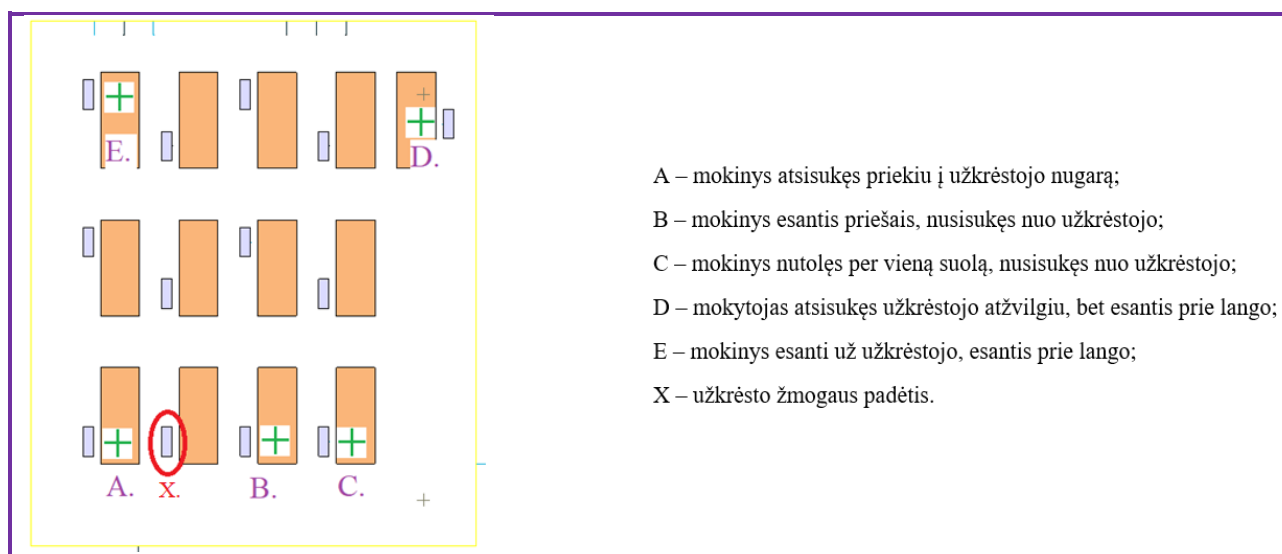 E.
D.
A.
X.
B.
C.
A – mokinys atsisukęs priekiu į užkrėstojo nugarą;
B – mokinys esantis priešais, nusisukęs nuo užkrėstojo;
C – mokinys nutolęs per vieną suolą, nusisukęs nuo užkrėstojo;
D – mokytojas atsisukęs užkrėstojo atžvilgiu, bet esantis prie lango;
E – mokinys esanti už užkrėstojo, esantis prie lango;
X – užkrėsto žmogaus padėtis.